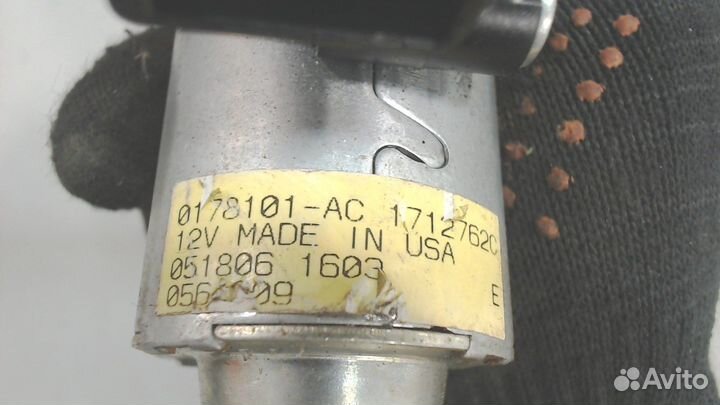 0178101-AC 1712762C
12V MADE IN USA
051806 1603
E
Avito